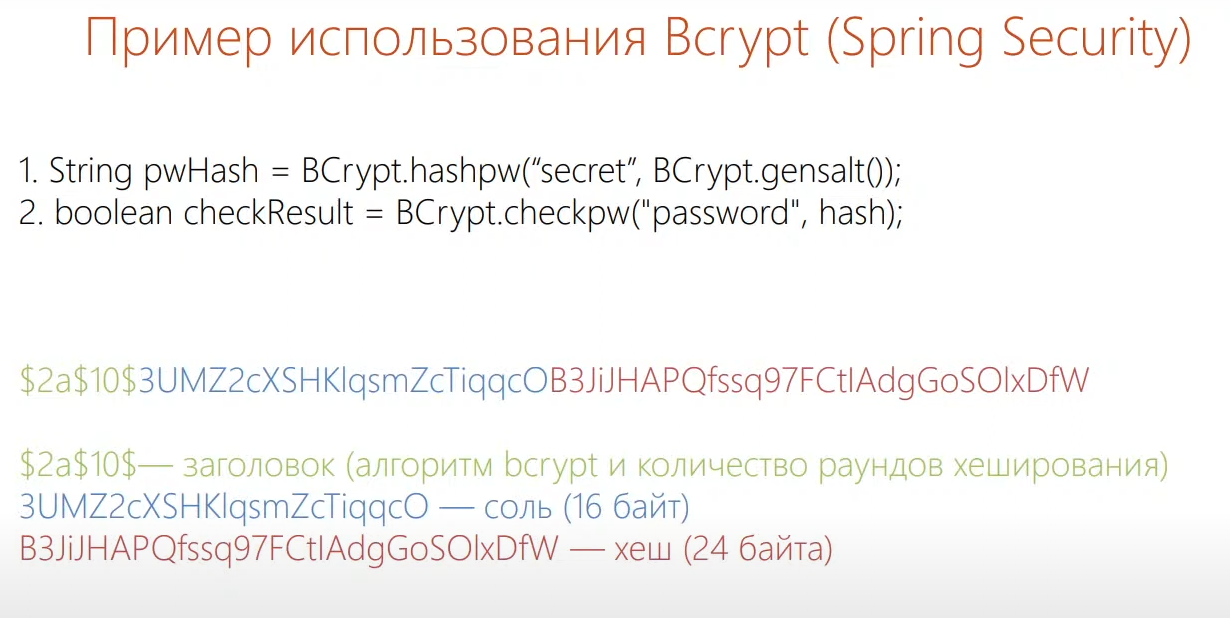 Пример использования Bcrypt (Spring Security)
1. String pwHash = BCrypt.hashpw(“secret”, BCrypt.gensalt());
2. boolean checkResult = BCrypt.checkpw("password", hash);
$2a$10$3UMZ2cXSHKlqsmZcTiqqcOB3JiJHAPQfssq97FCtIAdgGoSOlxDfW
$2a$10$— заголовок (алгоритм bcrypt и количество раундов хеширования)
3UMZ2cXSHKlqsmZcTiqqcO — соль (16 байт)
B3JiJHAPQfssq97FCtIAdgGoSOlxDfW — хеш (24 байта)